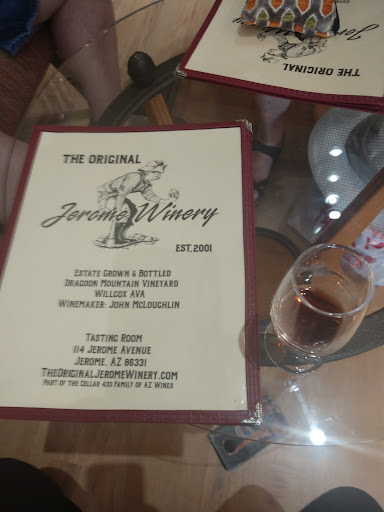 THE ORIGINAL
Jerome Winery
EST. 2001
ESTATE GROWN & BOTTLED
DRAGOON MOUNTAIN VINEYARD
WILLCOX AVA
WINEMAKER: JOHN MCLOUGHLIN
TASTING ROOM
114 JEROME AVENUE
JEROME, AZ 86331
THEORIGINALJEROMEWINERY.COM
PART OF THE CELLAR 433 FAMILY OF AZ WINES
THE ORIGINAL
Jerome